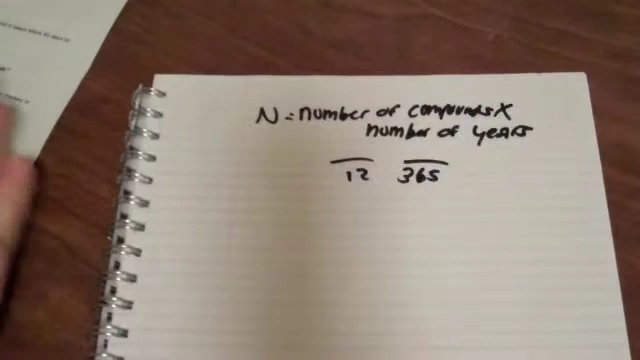 N = number of compounds X
number of years
12 365